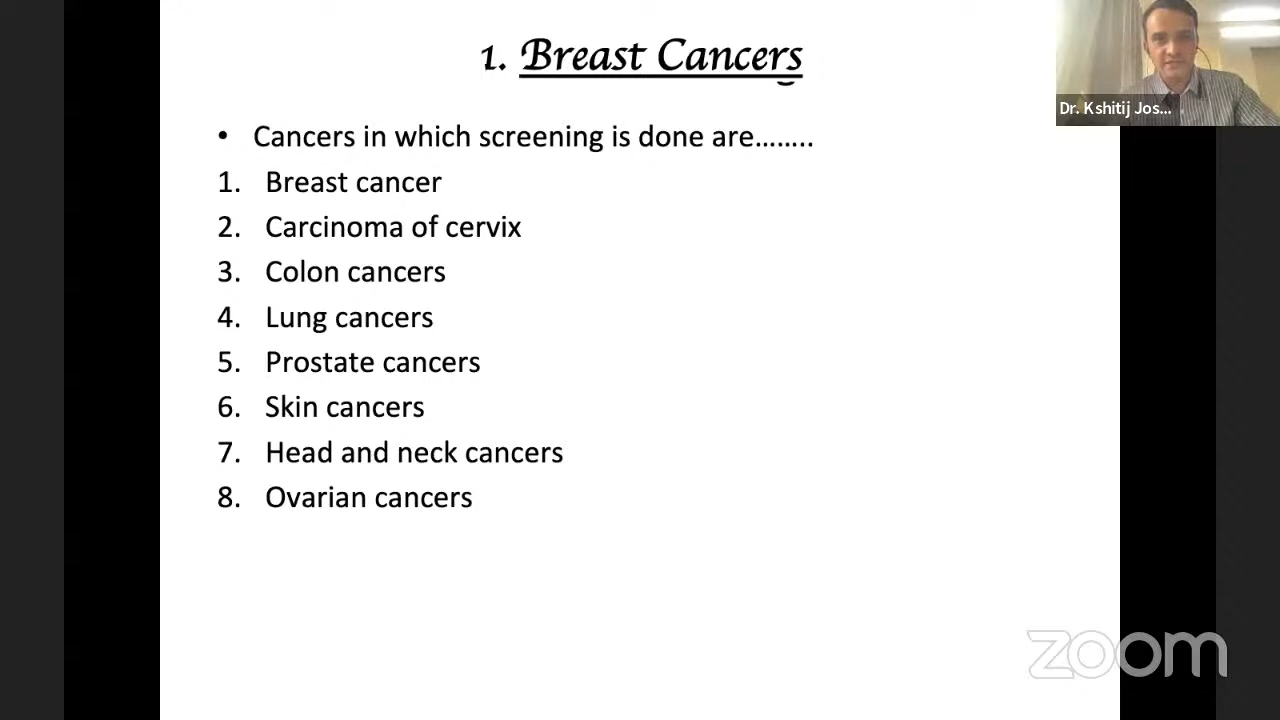 1. Breast Cancers
• Cancers in which screening is done are........
1. Breast cancer
2. Carcinoma of cervix
3. Colon cancers
4. Lung cancers
5. Prostate cancers
6. Skin cancers
7. Head and neck cancers
8. Ovarian cancers
Dr. Kshitij Jos...
zoom